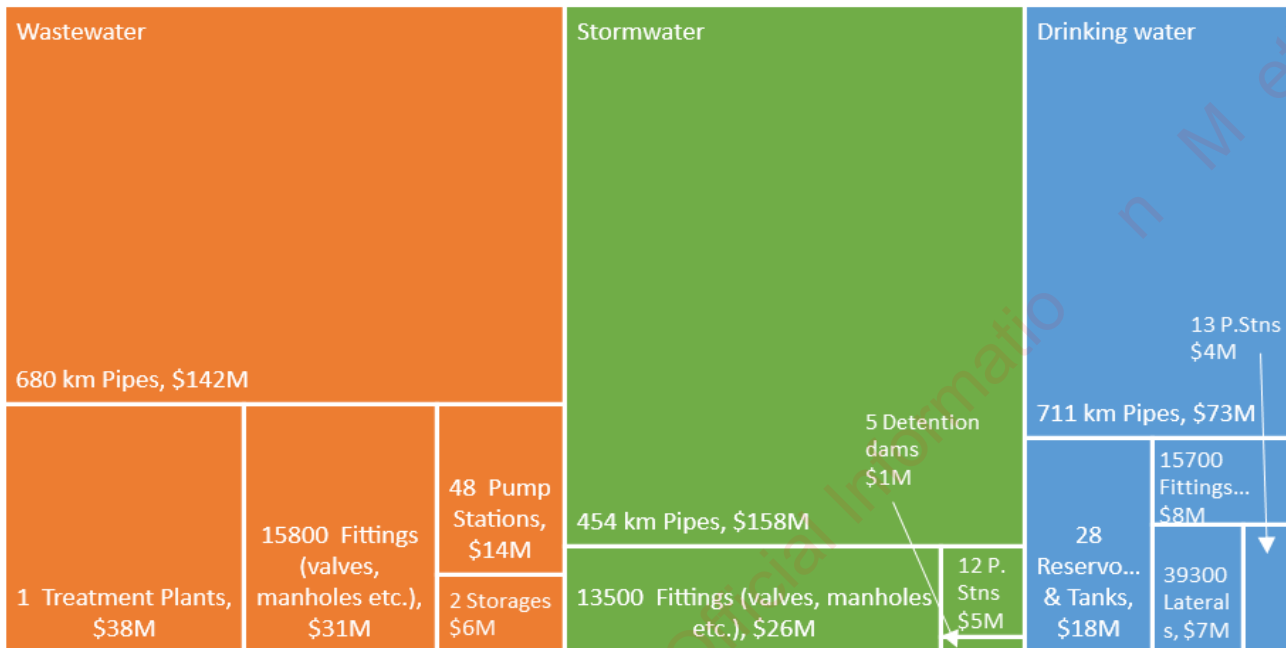 Wastewater
680 km Pipes, $142M
1 Treatment Plants,
$38M
15800 Fittings
(valves,
manholes etc.),
$31M
48 Pump
Stations,
$14M
2 Storages
$6M
Stormwater
454 km Pipes, $158M
13500 Fittings (valves, manholes
etc.), $26M
5 Detention
dams
$1M
12 P.
Stns
$5M
Drinking water
711 km Pipes, $73M
13 P.Stns
$4M
28
Reservo...
& Tanks,
$18M
15700
Fittings...
$8M
39300
Lateral
s, $7M
Official Informatio
n M et